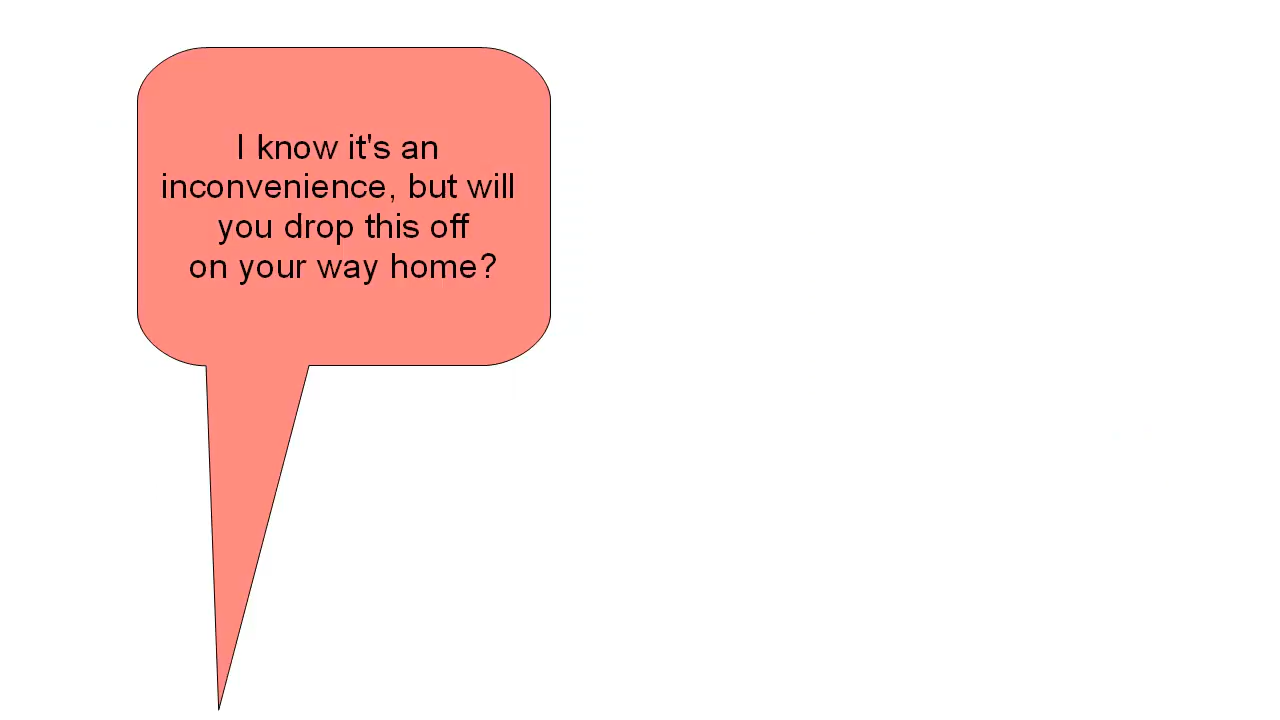 I know it's an
inconvenience, but will
you drop this off
on your way home?